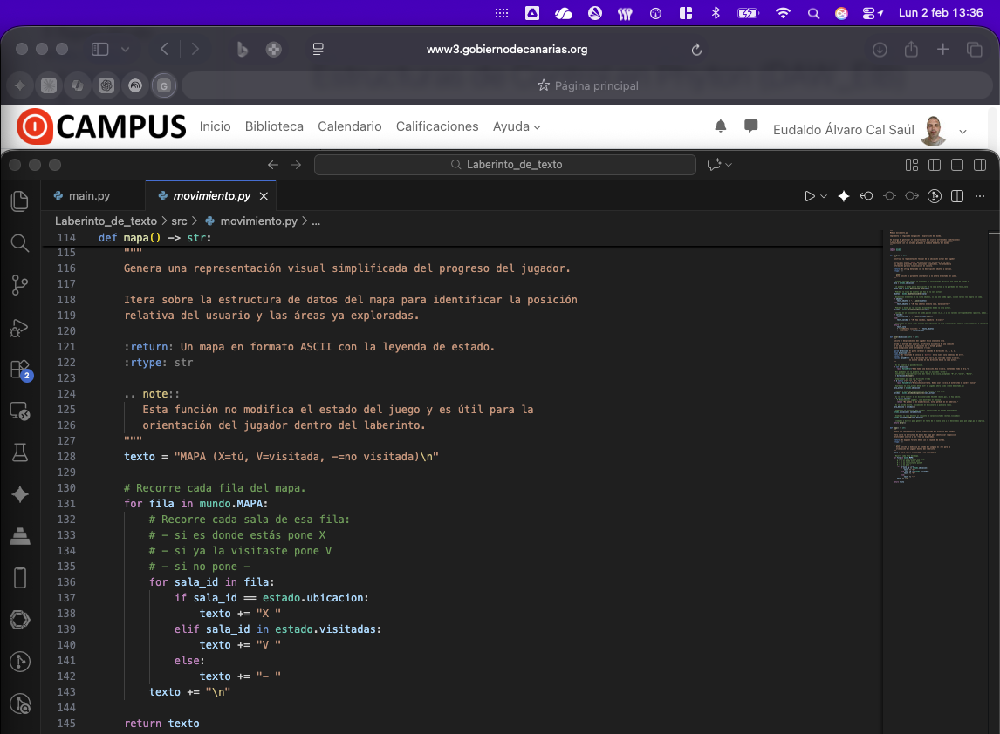 Lun 2 feb 13:36
www3.gobiernodecanarias.org
G
Página principal
CAMPUS Inicio Biblioteca Calendario Calificaciones Ayuda Eudaldo Álvaro Cal Saúl
Laberinto_de_texto
main.py movimiento.py
Laberinto_de_texto > src > movimiento.py > ...
114 def mapa() -> str:
115 """
116 Genera una representación visual simplificada del progreso del jugador.
117
118 Itera sobre la estructura de datos del mapa para identificar la posición
119 relativa del usuario y las áreas ya exploradas.
120
121 :return: Un mapa en formato ASCII con la leyenda de estado.
122 :rtype: str
123
124 .. note::
125 Esta función no modifica el estado del juego y es útil para la
126 orientación del jugador dentro del laberinto.
127 """
128 texto = "MAPA (X=tú, V=visitada, -=no visitada)\n"
129
130 # Recorre cada fila del mapa.
131 for fila in mundo.MAPA:
132 # Recorre cada sala de esa fila:
133 # - si es donde estás pone X
134 # - si ya la visitaste pone V
135 # - si no pone -
136 for sala_id in fila:
137 if sala_id == estado.ubicacion:
138 texto += "X "
139 elif sala_id in estado.visitadas:
140 texto += "V "
141 else:
142 texto += "- "
143 texto += "\n"
144
145 return texto
2